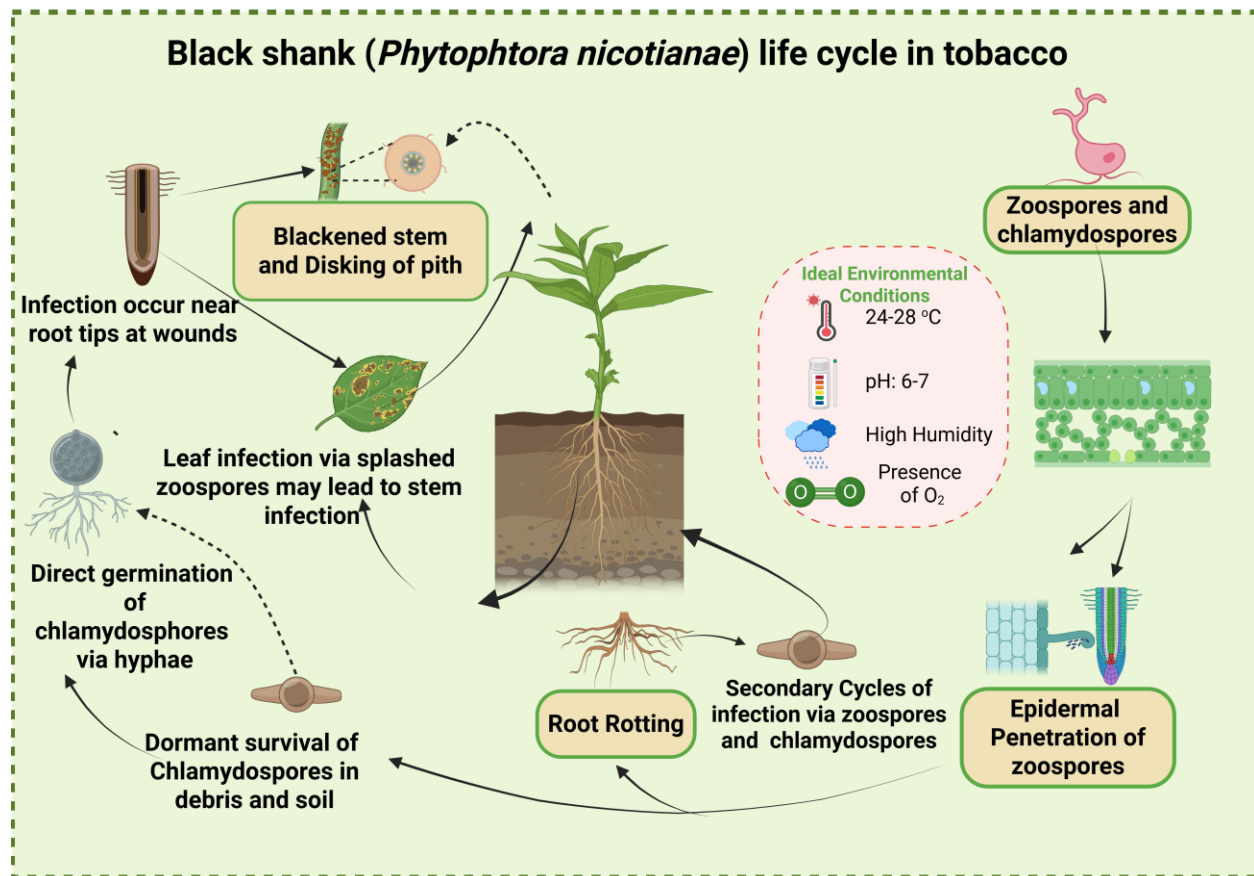 Black shank (Phytophtora nicotianae) life cycle in tobacco
Blackened stem
and Disking of pith
Infection occur near
root tips at wounds
Leaf infection via splashed
zoospores may lead to stem
infection
Direct germination
of
chlamydosphores
via hyphae
Dormant survival of
Chlamydospores in
debris and soil
Root Rotting
Secondary Cycles of
infection via zoospores
and chlamydospores
Ideal Environmental
Conditions
24-28 °C
pH: 6-7
High Humidity
O O
Presence
of O₂
Zoospores and
chlamydospores
Epidermal
Penetration of
zoospores